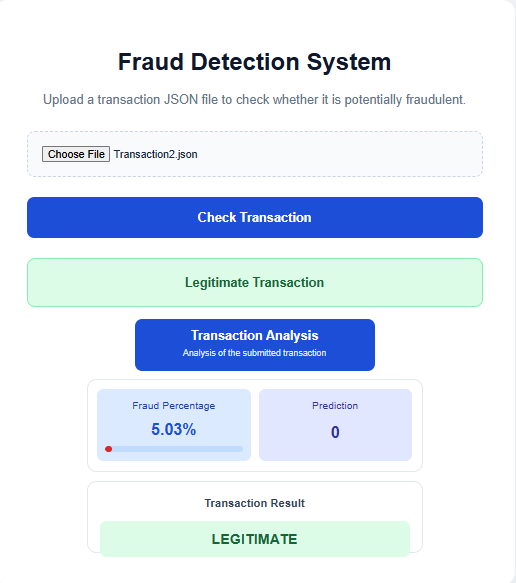 Fraud Detection System
Upload a transaction JSON file to check whether it is potentially fraudulent.
Choose File Transaction2.json
Check Transaction
Legitimate Transaction
Transaction Analysis
Analysis of the submitted transaction
Fraud Percentage
5.03%
Prediction
0
Transaction Result
LEGITIMATE